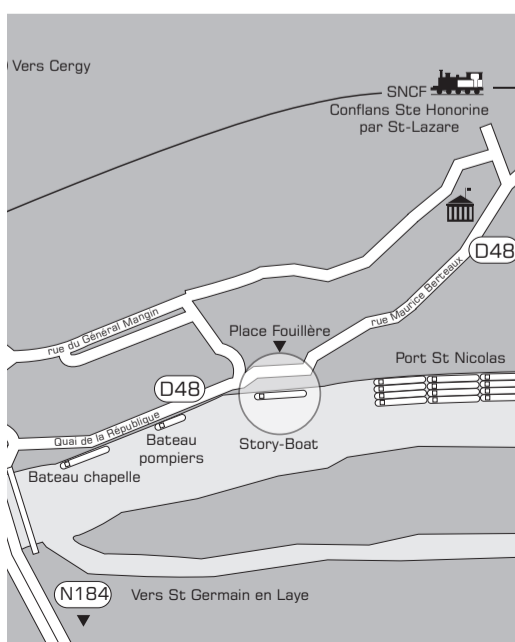 Vers Cergy
SNCF
Conflans Ste Honorine
par St-Lazare
D48
rue Maurice Berteaux
rue du Général Mangin
Place Fouillère
Port St Nicolas
D48
Quai de la République
Bateau
pompiers
Story-Boat
Bateau chapelle
N184
Vers St Germain en Laye